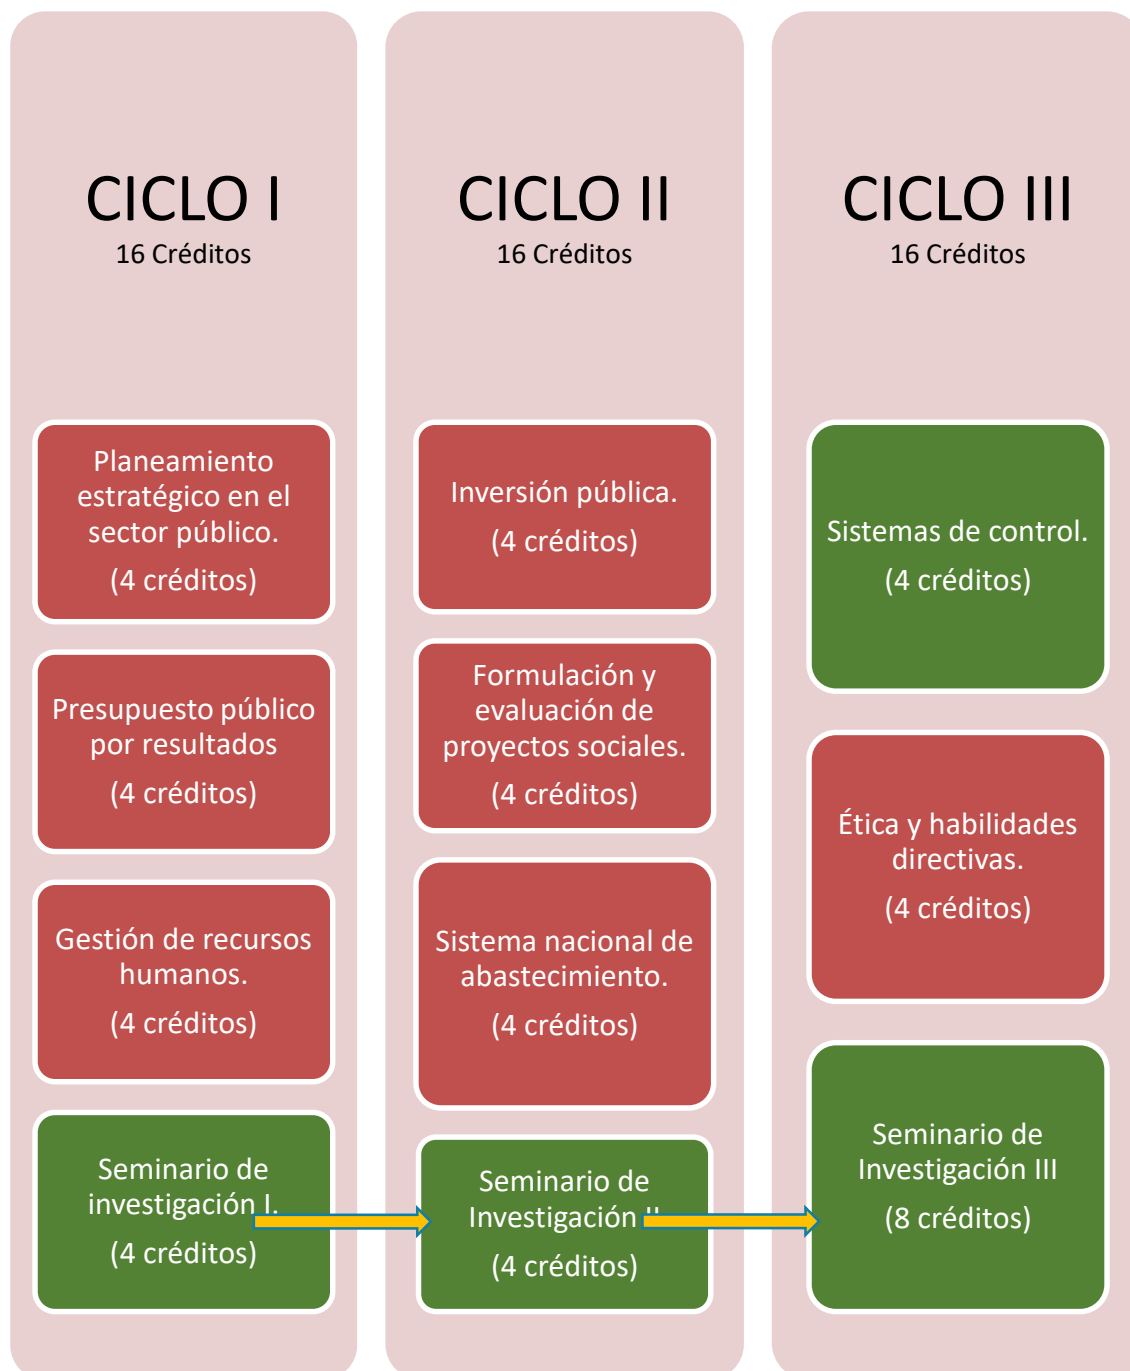 CICLO I
16 Créditos
Planeamiento
estratégico en el
sector público.
(4 créditos)
Presupuesto público
por resultados
(4 créditos)
Gestión de recursos
humanos.
(4 créditos)
Seminario de
investigación I.
(4 créditos)
CICLO II
16 Créditos
Inversión pública.
(4 créditos)
Formulación y
evaluación de
proyectos sociales.
(4 créditos)
Sistema nacional de
abastecimiento.
(4 créditos)
Seminario de
Investigación II
(4 créditos)
CICLO III
16 Créditos
Sistemas de control.
(4 créditos)
Ética y habilidades
directivas.
(4 créditos)
Seminario de
Investigación III
(8 créditos)